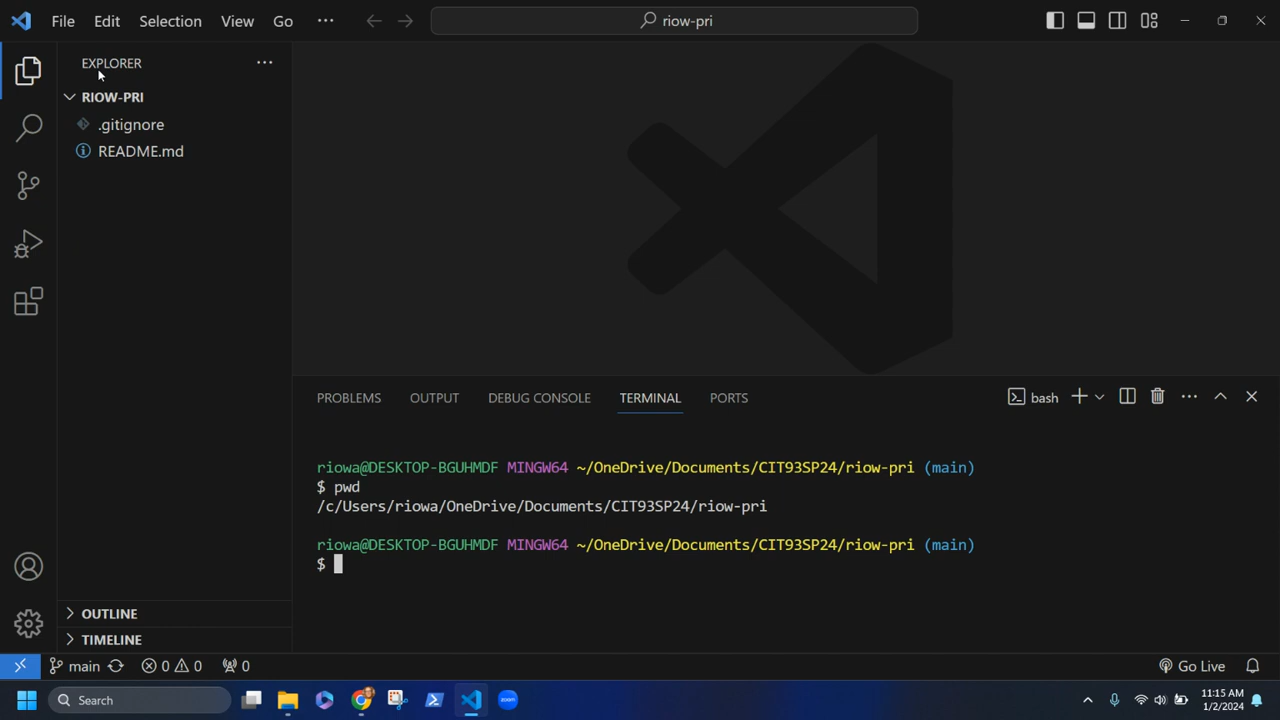 File Edit Selection View Go ··· riow-pri
EXPLORER ···
RIOW-PRI
.gitignore
README.md
PROBLEMS OUTPUT DEBUG CONSOLE TERMINAL PORTS bash
riowa@DESKTOP-BGUHMDF MINGW64 ~/OneDrive/Documents/CIT93SP24/riow-pri (main)
$ pwd
/c/Users/riowa/OneDrive/Documents/CIT93SP24/riow-pri
riowa@DESKTOP-BGUHMDF MINGW64 ~/OneDrive/Documents/CIT93SP24/riow-pri (main)
$
OUTLINE
TIMELINE
main 0 0 0 Go Live
Search zoom 11:15 AM
1/2/2024